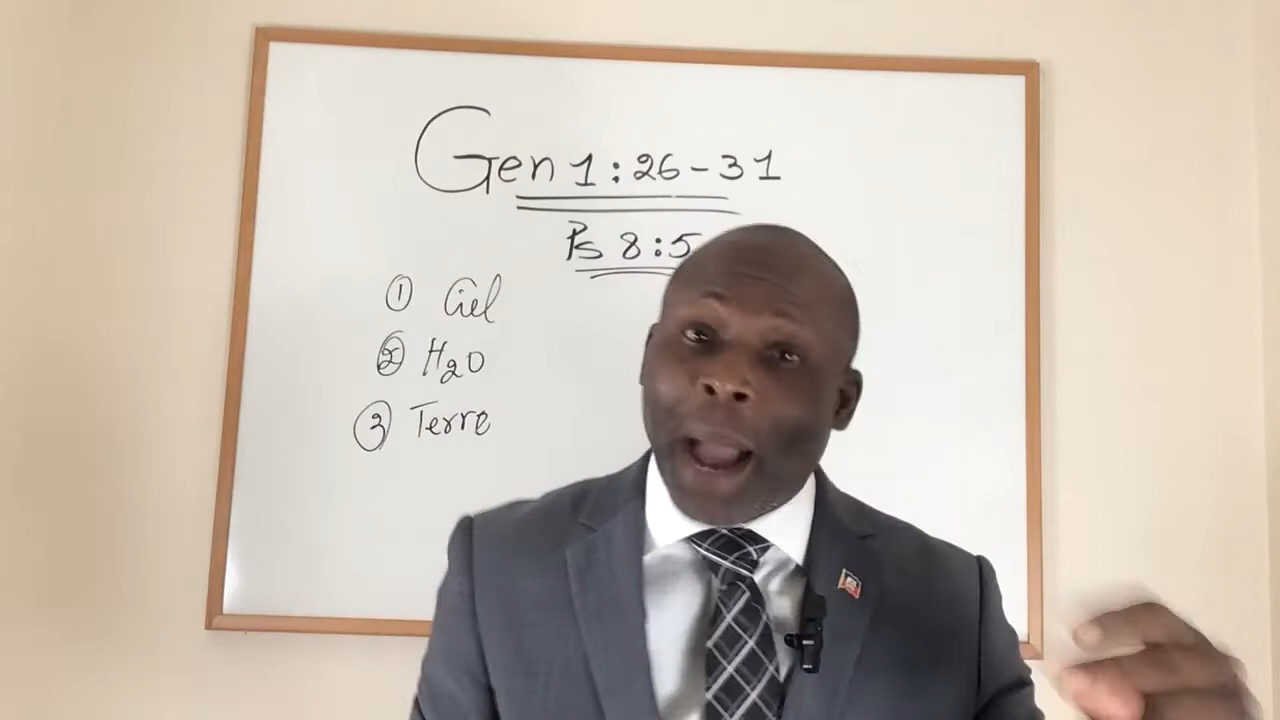 Gen 1 : 26 - 31
Ps 8 : 5
① Ciel
② H2O
③ Terre